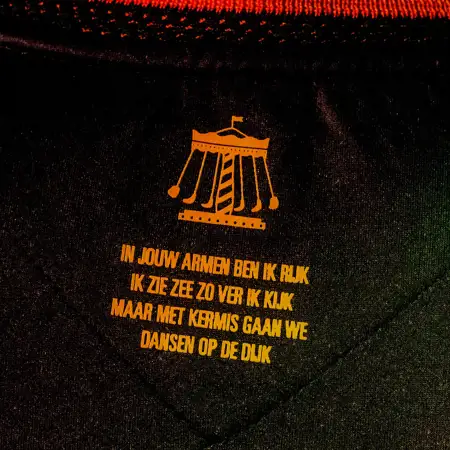 IN JOUW ARMEN BEN IK RIJK
IK ZIE ZEE ZO VER IK KIJK
MAAR MET KERMIS GAAN WE
DANSEN OP DE DIJK